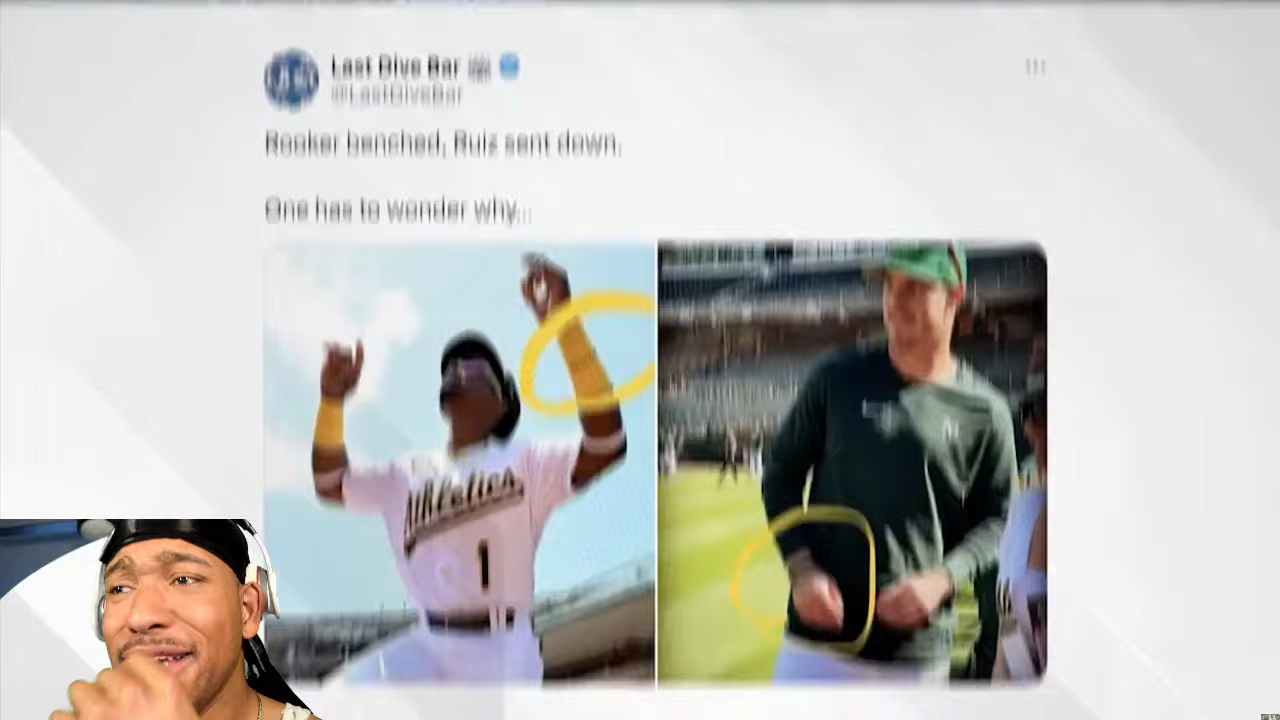 Last Dive Bar
@LastDiveBar
Rooker benched, Ruiz sent down.
One has to wonder why...
Athletics
1